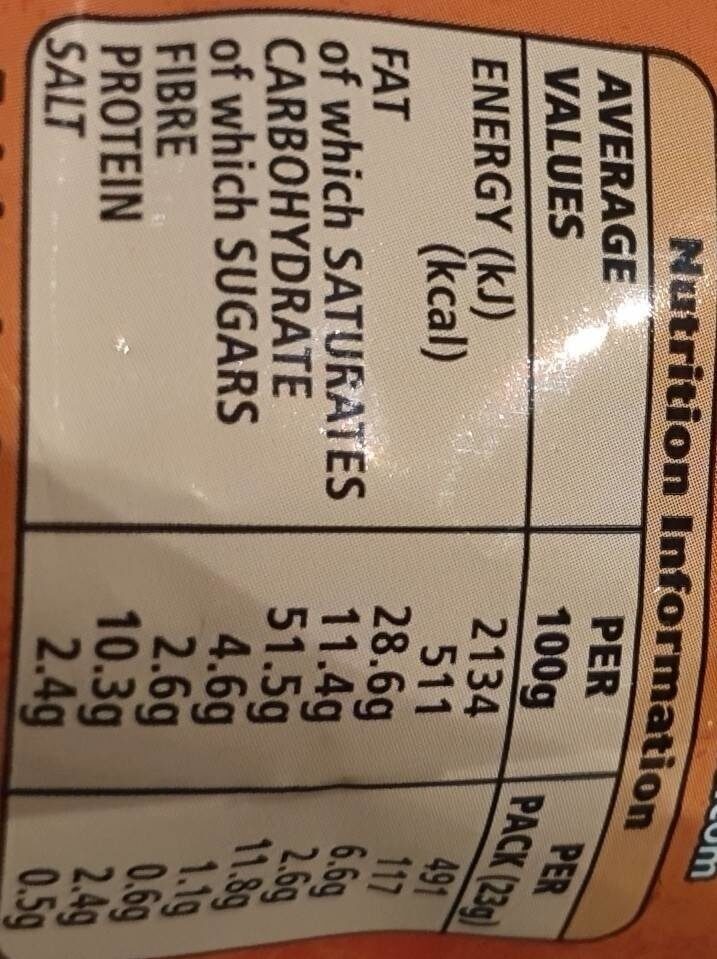 .com
Nutrition Information
AVERAGE VALUES PER 100g PER PACK (23g)
ENERGY (kJ) 2134 491
(kcal) 511 117
FAT 28.6g 6.6g
of which SATURATES 11.4g 2.6g
CARBOHYDRATE 51.5g 11.8g
of which SUGARS 4.6g 1.1g
FIBRE 2.6g 0.6g
PROTEIN 10.3g 2.4g
SALT 2.4g 0.5g